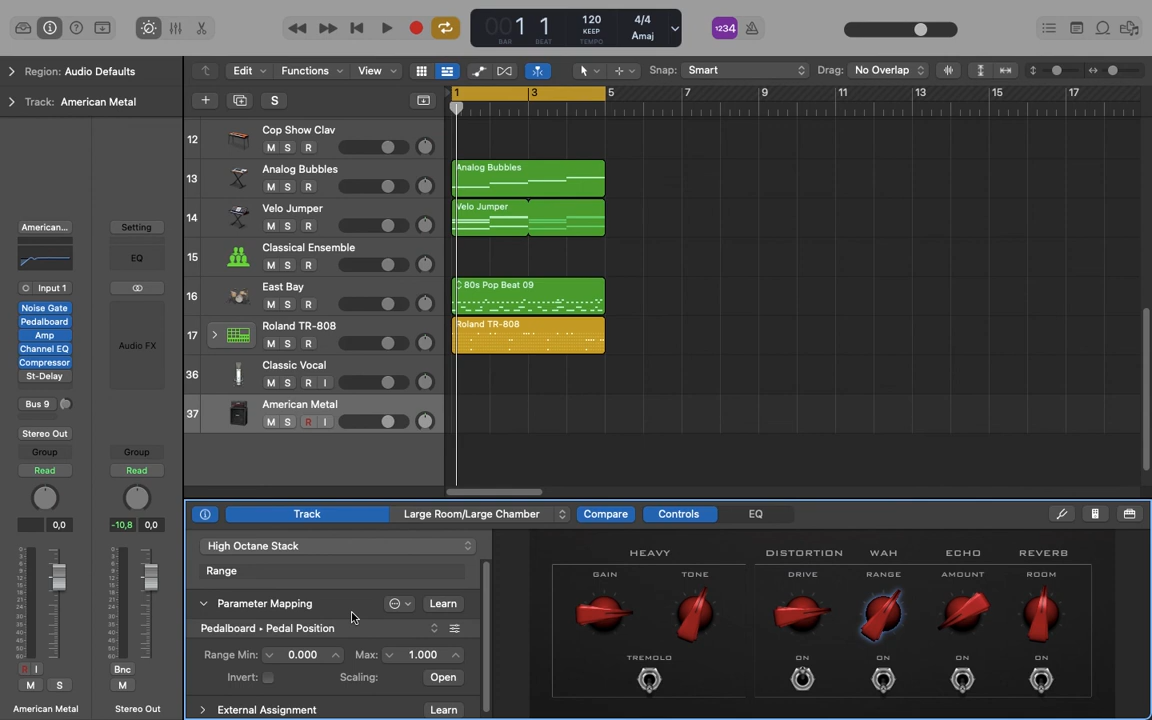 1 1
120
4/4
KEEP
Amaj
BAR
BEAT
TEMPO
1234
Region: Audio Defaults
Track: American Metal
Edit
Functions
View
Snap: Smart
Drag: No Overlap
S
1
3
5
7
9
11
13
15
17
12
Cop Show Clav
M S R
13
Analog Bubbles
M S R
Analog Bubbles
14
Velo Jumper
M S R
Velo Jumper
15
Classical Ensemble
M S R
16
East Bay
M S R
80s Pop Beat 09
17
Roland TR-808
M S R
Roland TR-808
36
Classic Vocal
M S R I
37
American Metal
M S R I
American...
Setting
EQ
Input 1
Noise Gate
Pedalboard
Amp
Channel EQ
Compressor
St-Delay
Audio FX
Bus 9
Stereo Out
Group
Group
Read
Read
0,0
-10,8
0,0
R I
Bnc
M S
M
American Metal
Stereo Out
Track
Large Room/Large Chamber
Compare
Controls
EQ
High Octane Stack
Range
Parameter Mapping
Learn
Pedalboard ▸ Pedal Position
Range Min: 0.000
Max: 1.000
Invert:
Scaling:
Open
External Assignment
Learn
HEAVY
DISTORTION
WAH
ECHO
REVERB
GAIN
TONE
DRIVE
RANGE
AMOUNT
ROOM
TREMOLO
ON
ON
ON
ON